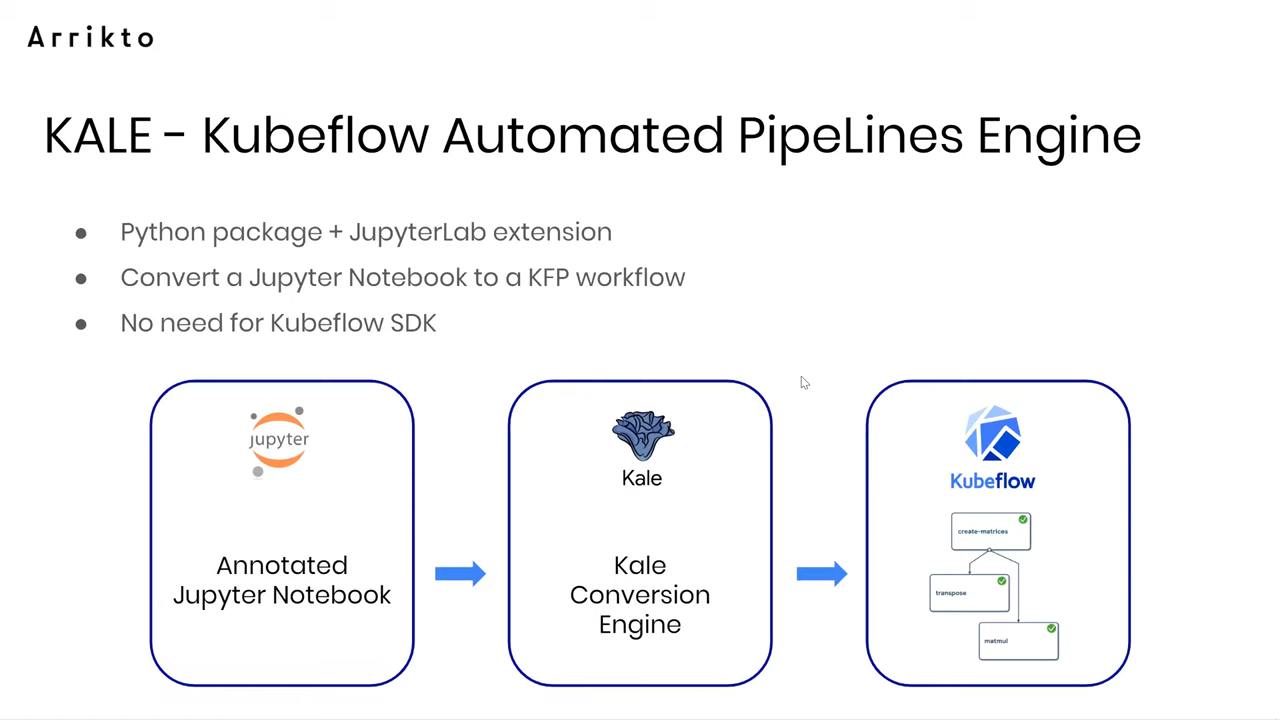 Arrikto
KALE - Kubeflow Automated PipeLines Engine
● Python package + JupyterLab extension
● Convert a Jupyter Notebook to a KFP workflow
● No need for Kubeflow SDK
jupyter
Annotated
Jupyter Notebook
Kale
Kale
Conversion
Engine
Kubeflow
create-matrices
transpose
matmul